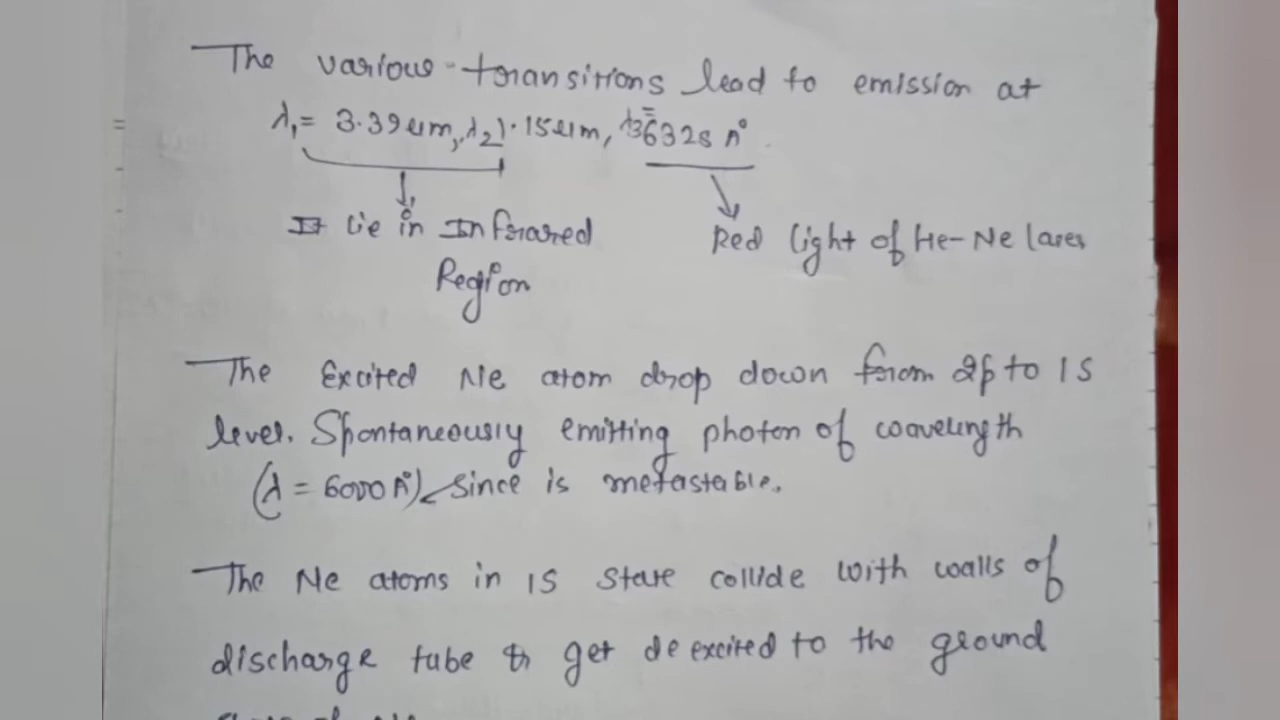 The various transitions lead to emission at
λ₁= 3.39 μm, λ₂ 1.15 μm, λ3= 6328 A°
It lie in Infrared
Red light of He-Ne laser
Region
The Excited Ne atom drop down from 2p to 1S
level. Spontaneously emitting photon of wavelength
(λ = 6000 A°) Since is metastable.
The Ne atoms in 1S State collide with walls of
discharge tube & get de excited to the ground